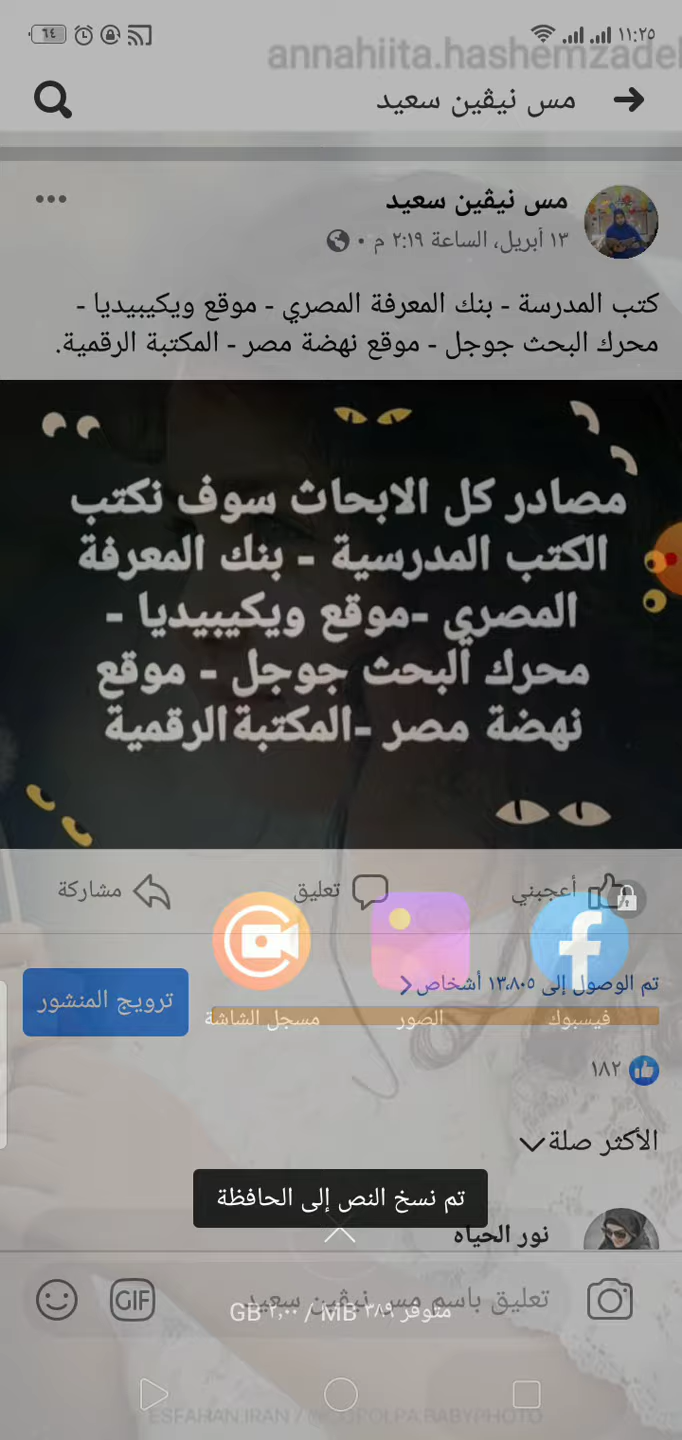 ٦٤
١١:٢٥
annahiita.hashemzade
مس نيڤين سعيد
مس نيڤين سعيد
١٣ أبريل، الساعة ٢:١٩ م
كتب المدرسة - بنك المعرفة المصري - موقع ويكيبيديا -
محرك البحث جوجل - موقع نهضة مصر - المكتبة الرقمية.
مصادر كل الابحاث سوف نكتب
الكتب المدرسية - بنك المعرفة
المصري -موقع ويكيبيديا -
محرك البحث جوجل - موقع
نهضة مصر -المكتبة الرقمية
أعجبني تعليق مشاركة
تم الوصول إلى ١٣،٨٠٥ أشخاص
ترويج المنشور
فيسبوك الصور مسجل الشاشة
١٨٢
الأكثر صلة
تم نسخ النص إلى الحافظة
نور الحياه
تعليق باسم مس نيڤين سعيد
GIF
متوفر ٣٨٩ MB / ٢,٠٠ GB
ESFAHAN.IRAN /